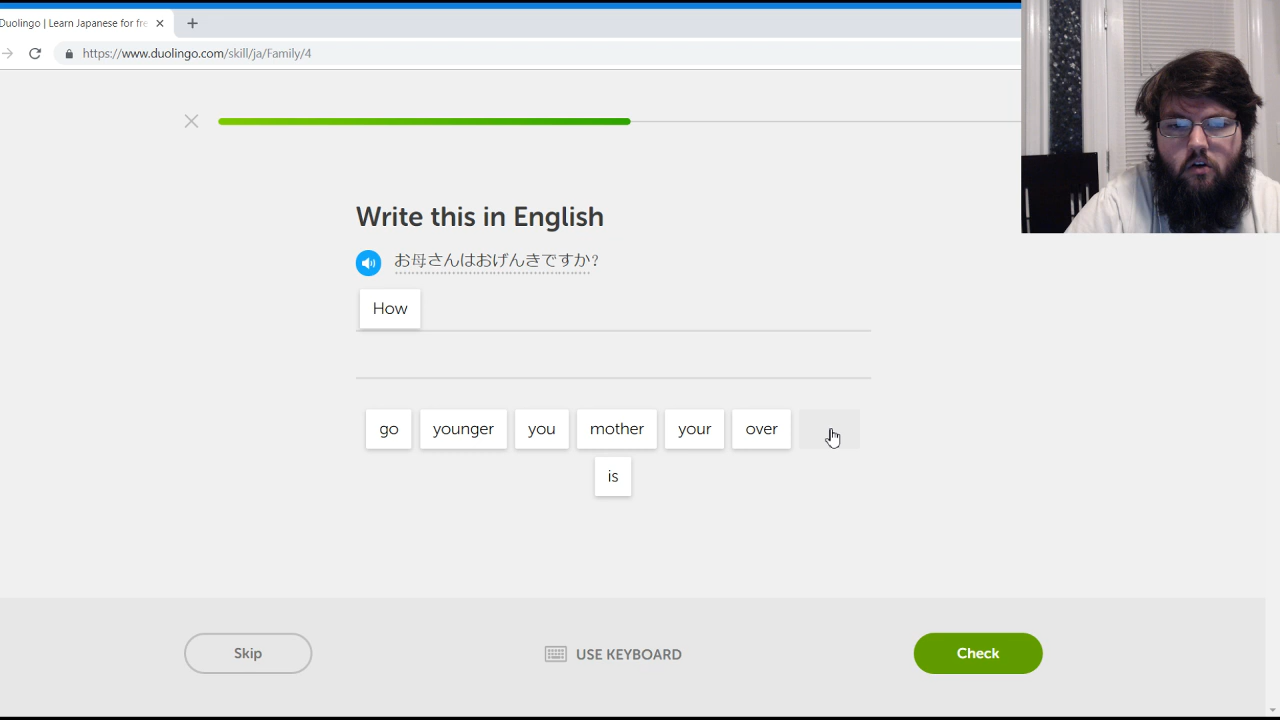 Duolingo | Learn Japanese for fre
https://www.duolingo.com/skill/ja/Family/4
Write this in English
お母さんはおげんきですか?
How
go younger you mother your over
is
Skip
USE KEYBOARD
Check